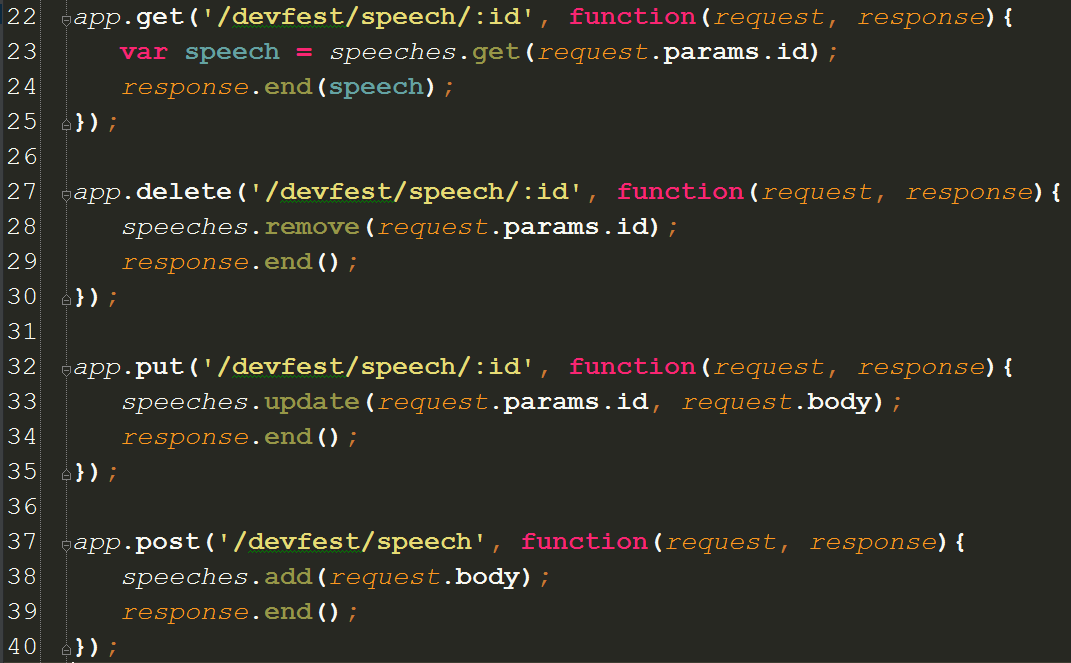 22 app.get('/devfest/speech/:id', function(request, response){
23    var speech = speeches.get(request.params.id);
24    response.end(speech);
25 });
26
27 app.delete('/devfest/speech/:id', function(request, response){
28    speeches.remove(request.params.id);
29    response.end();
30 });
31
32 app.put('/devfest/speech/:id', function(request, response){
33    speeches.update(request.params.id, request.body);
34    response.end();
35 });
36
37 app.post('/devfest/speech', function(request, response){
38    speeches.add(request.body);
39    response.end();
40 });